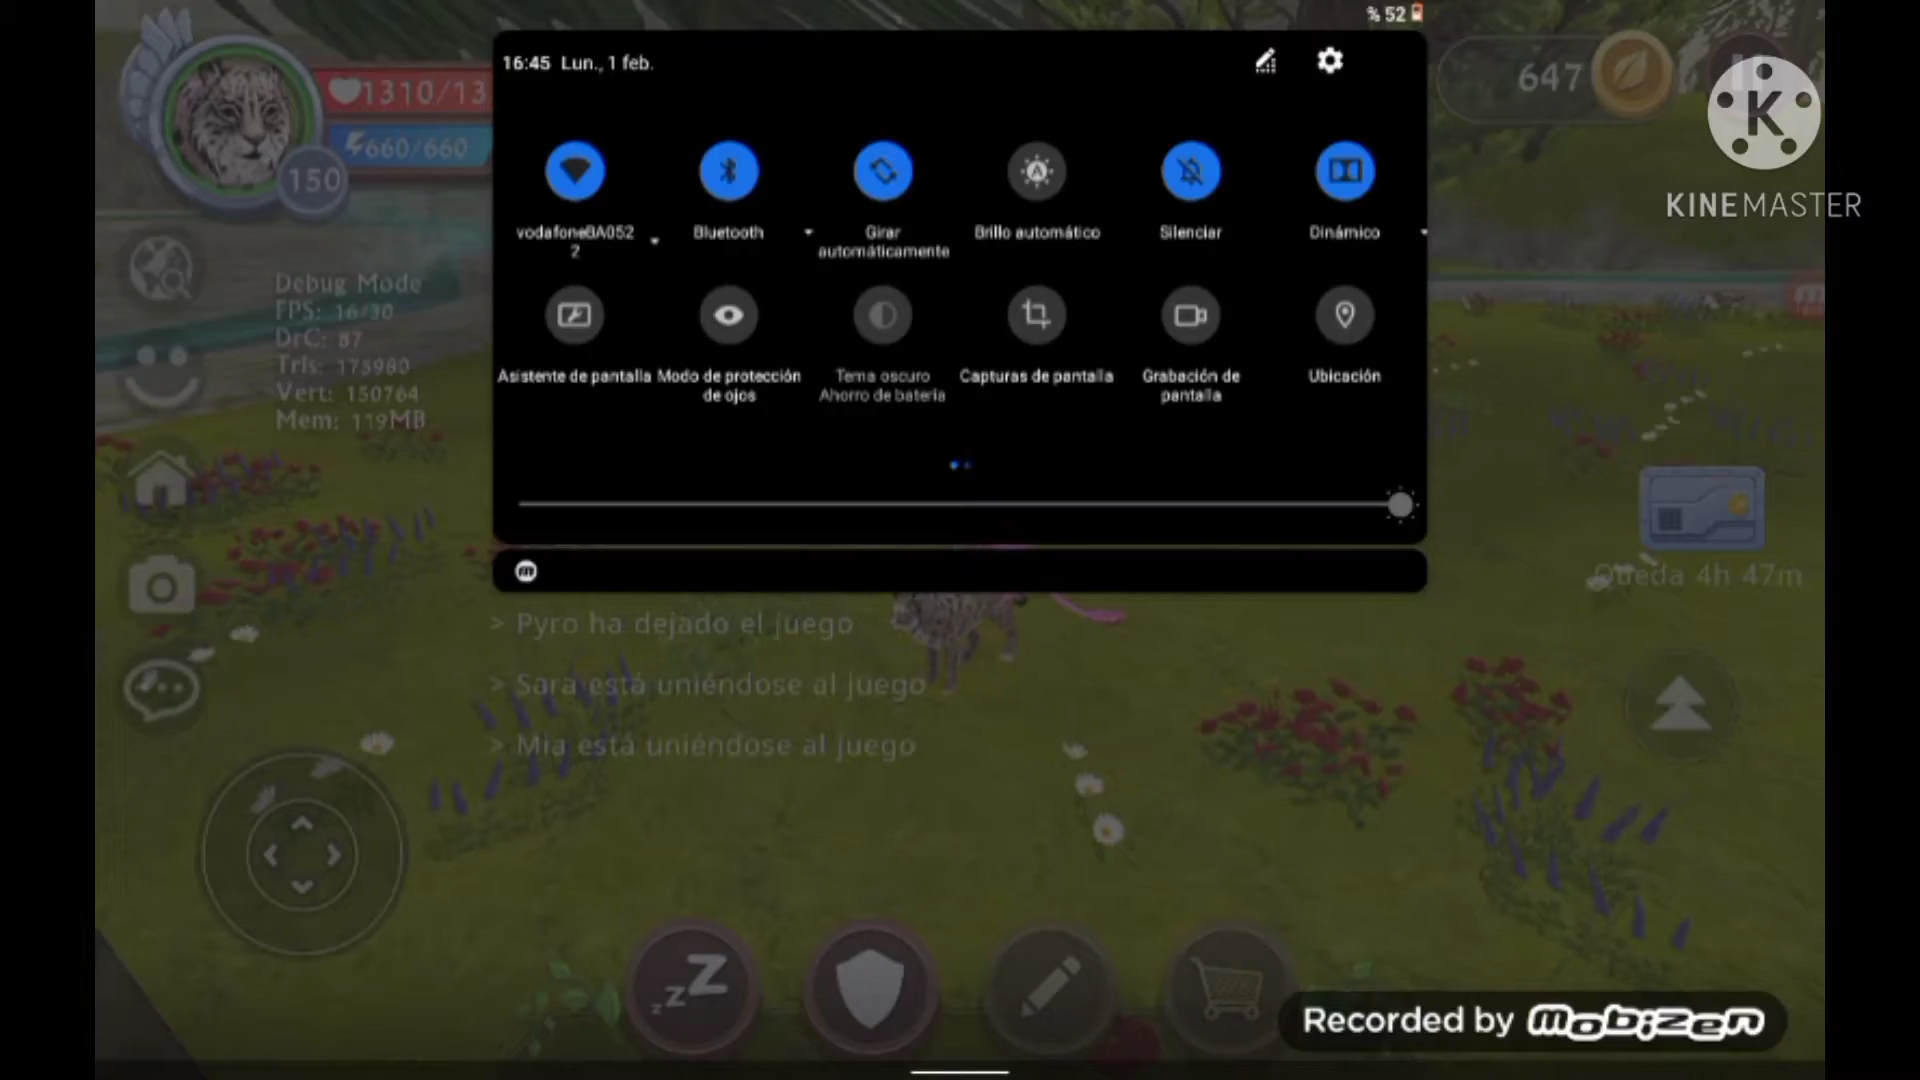 % 52
16:45 Lun., 1 feb.
1310/13
660/660
150
647
K
KINEMASTER
vodafoneBA052
2
Bluetooth
Girar
automáticamente
Brillo automático
Silenciar
Dinámico
Debug Mode
FPS: 16/30
DrC: 87
Trls: 175980
Vert: 150764
Mem: 119MB
Asistente de pantalla
Modo de protección
de ojos
Tema oscuro
Ahorro de batería
Capturas de pantalla
Grabación de
pantalla
Ubicación
Queda 4h 47m
> Pyro ha dejado el juego
> Sara está uniéndose al juego
> Mia está uniéndose al juego
zzZ
Recorded by mobizen